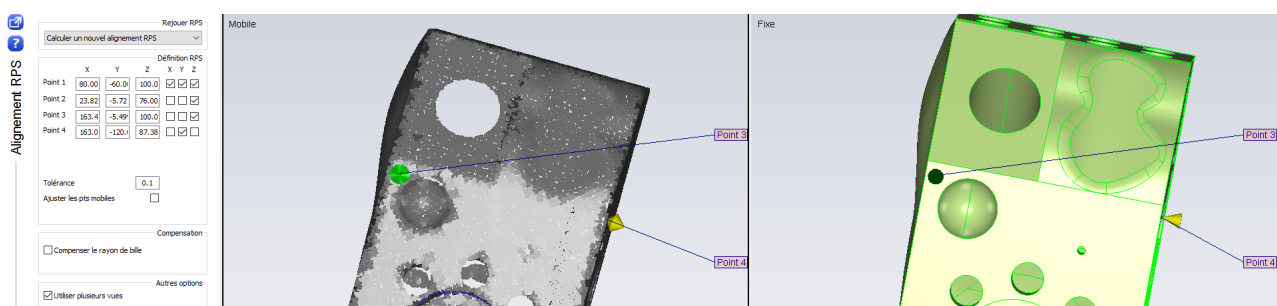 Alignement RPS
Rejouer RPS
Calculer un nouvel alignement RPS
Définition RPS
X Y Z X Y Z
Point 1 80.00 -60.0 100.0
Point 2 23.82 -5.72 76.00
Point 3 163.4 -5.49 100.0
Point 4 163.0 -120. 87.38
Tolérance 0.1
Ajuster les pts mobiles
Compensation
Compenser le rayon de bille
Autres options
Utiliser plusieurs vues
Mobile
Point 3
Point 4
Fixe
Point 3
Point 4